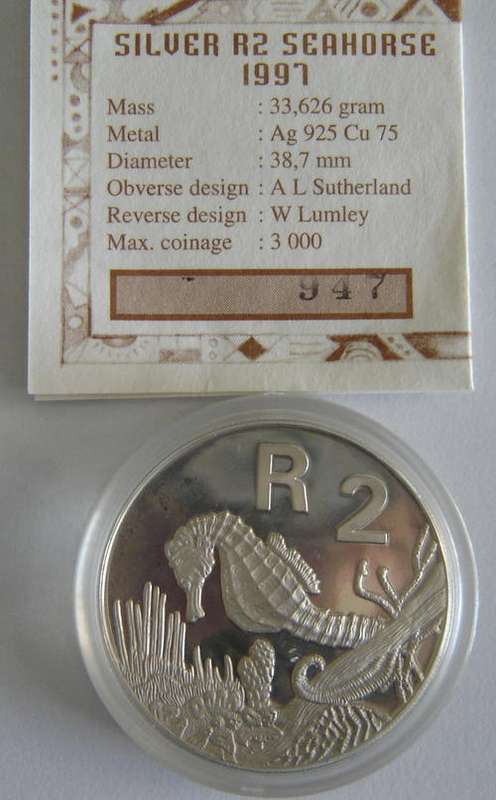 SILVER R2 SEAHORSE
1997
Mass : 33,626 gram
Metal : Ag 925 Cu 75
Diameter : 38,7 mm
Obverse design : A L Sutherland
Reverse design : W Lumley
Max. coinage : 3 000
947
R 2